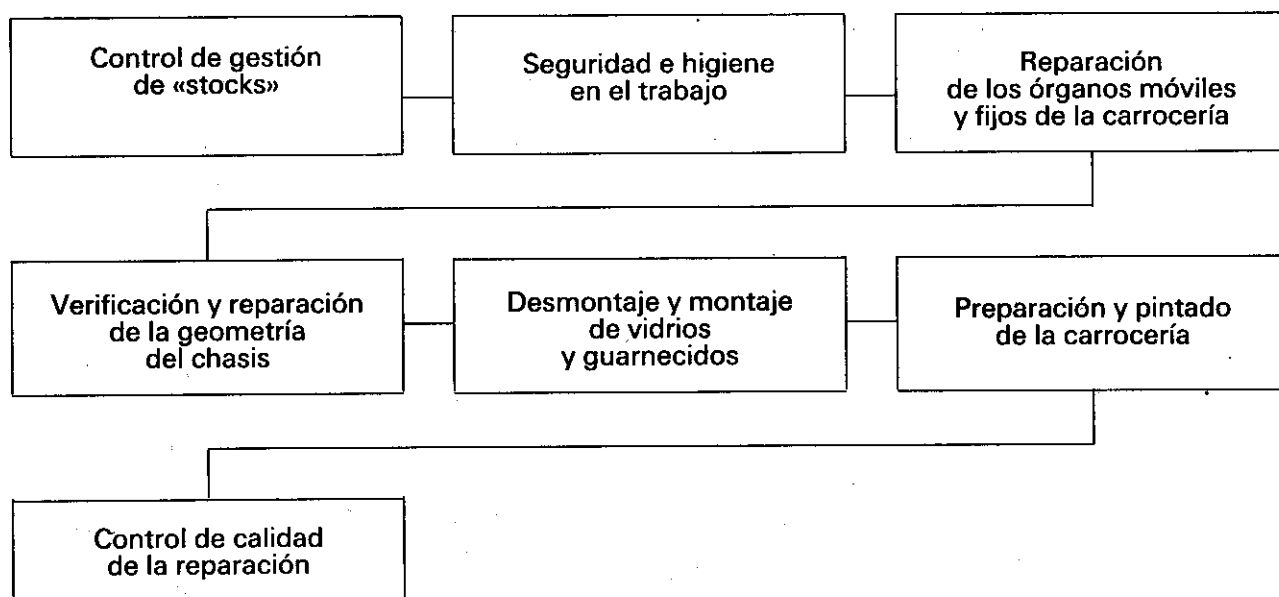 Control de gestión
de «stocks»
Seguridad e higiene
en el trabajo
Reparación
de los órganos móviles
y fijos de la carrocería
Verificación y reparación
de la geometría
del chasis
Desmontaje y montaje
de vidrios
y guarnecidos
Preparación y pintado
de la carrocería
Control de calidad
de la reparación